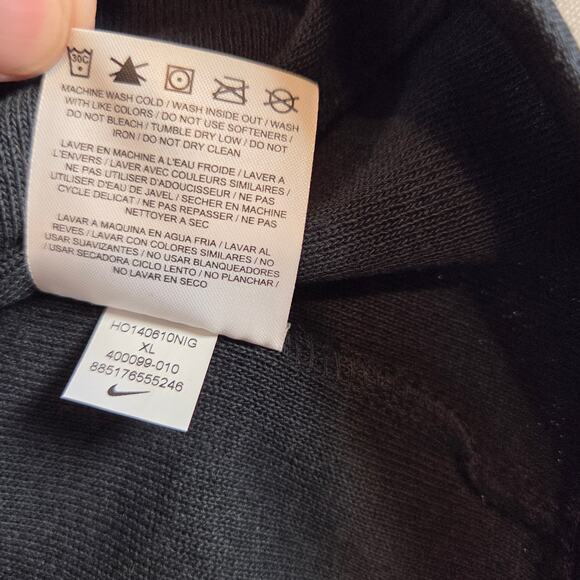 30C
MACHINE WASH COLD / WASH INSIDE OUT / WASH
WITH LIKE COLORS / DO NOT USE SOFTENERS /
DO NOT BLEACH / TUMBLE DRY LOW / DO NOT
IRON / DO NOT DRY CLEAN
LAVER EN MACHINE A L'EAU FROIDE / LAVER A
L'ENVERS / LAVER AVEC COULEURS SIMILAIRES /
NE PAS UTILISER D'ADOUCISSEUR / NE PAS
UTILISER D'EAU DE JAVEL / SECHER EN MACHINE
CYCLE DELICAT / NE PAS REPASSER / NE PAS
NETTOYER A SEC
LAVAR A MAQUINA EN AGUA FRIA / LAVAR AL
REVES / LAVAR CON COLORES SIMILARES / NO
USAR SUAVIZANTES / NO USAR BLANQUEADORES
/ USAR SECADORA CICLO LENTO / NO PLANCHAR /
NO LAVAR EN SECO
HO140610NIG
XL
400099-010
885176555246